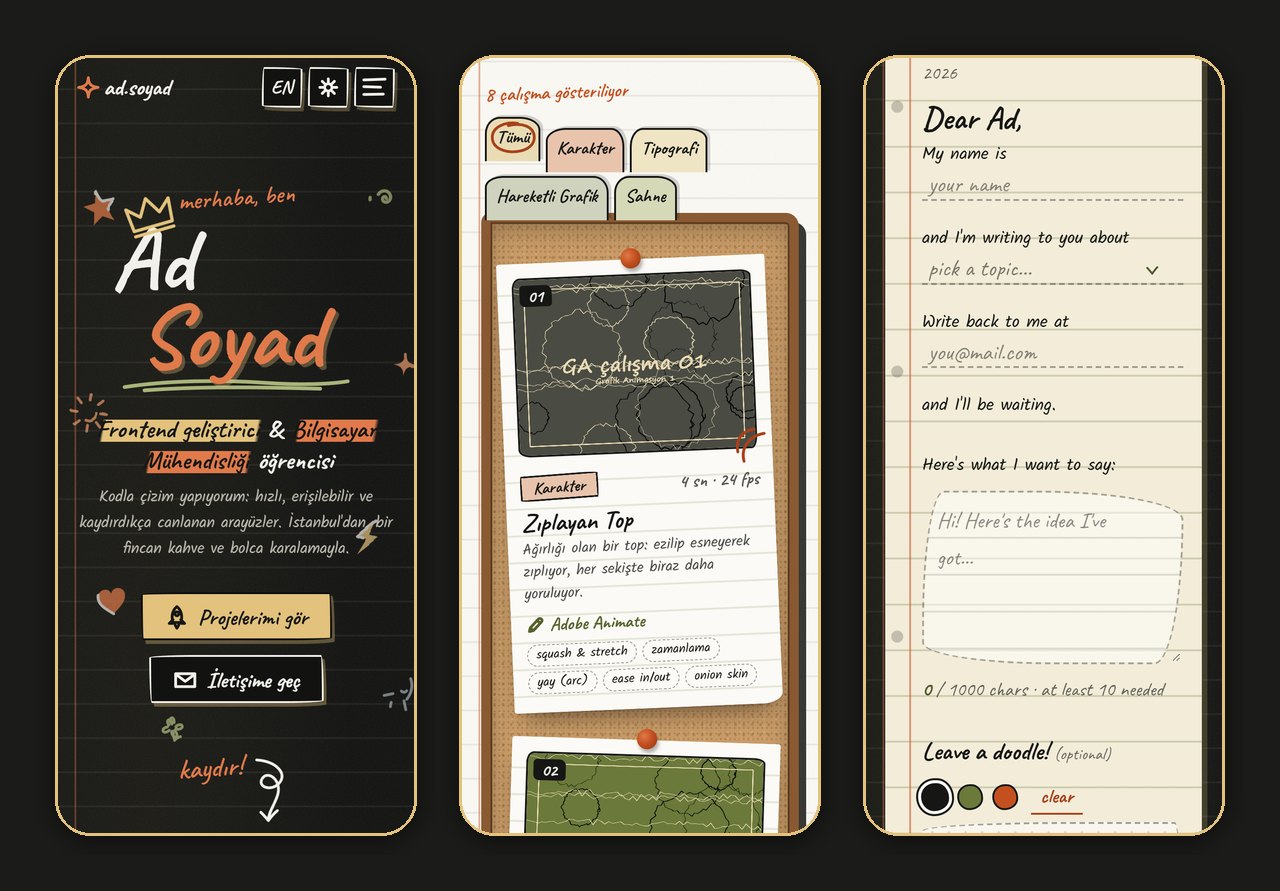 ad.soyad
EN
merhaba, ben
Ad
Soyad
Frontend geliştirici & Bilgisayar
Mühendisliği öğrencisi
Kodla çizim yapıyorum: hızlı, erişilebilir ve
kaydırdıkça canlanan arayüzler. İstanbul'dan, bir
fincan kahve ve bolca karalamayla.
Projelerimi gör
İletişime geç
kaydır!
8 çalışma gösteriliyor
Tümü
Karakter
Tipografi
Hareketli Grafik
Sahne
01
GA çalışma 01
Grafik Animasyon 1
Karakter
4 sn · 24 fps
Zıplayan Top
Ağırlığı olan bir top: ezilip esneyerek
zıplıyor, her sekişte biraz daha
yoruluyor.
Adobe Animate
squash & stretch
zamanlama
yay (arc)
ease in/out
onion skin
02
2026
Dear Ad,
My name is
your name
and I'm writing to you about
pick a topic...
Write back to me at
you@mail.com
and I'll be waiting.
Here's what I want to say:
Hi! Here's the idea I've
got...
0 / 1000 chars · at least 10 needed
Leave a doodle! (optional)
clear